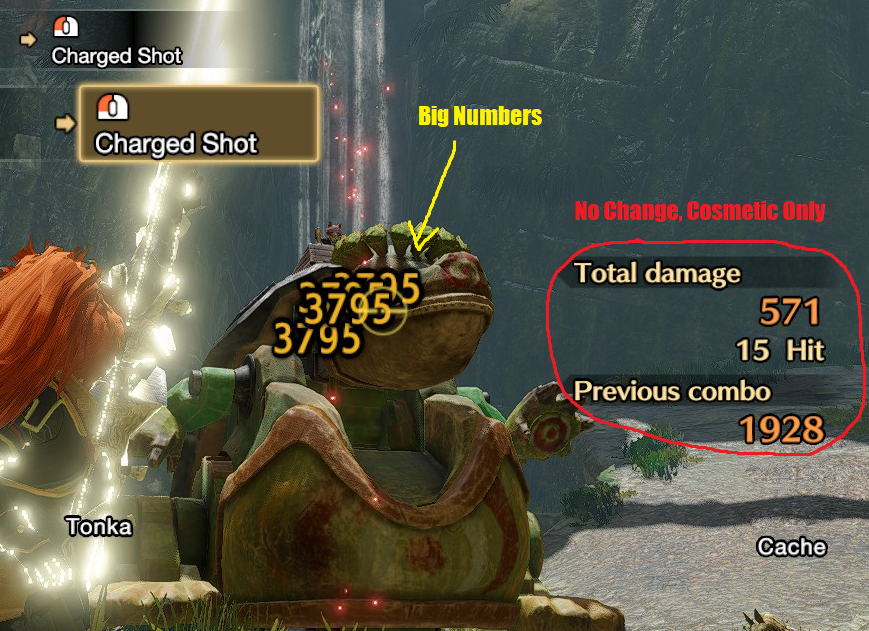 Charged Shot
Charged Shot
Big Numbers
No Change, Cosmetic Only
Total damage
571
15 Hit
Previous combo
1928
3795
3795
3795
Tonka
Cache